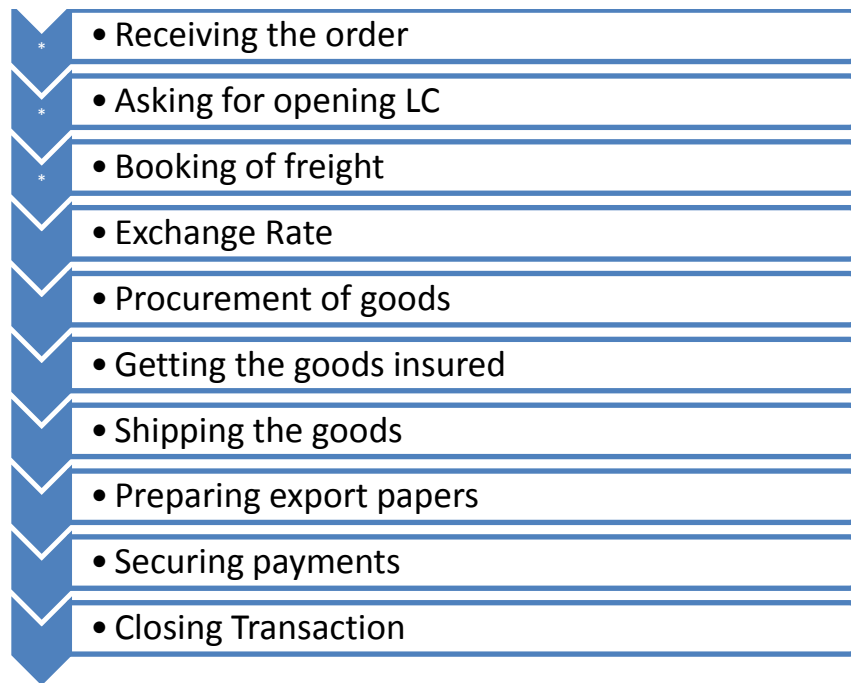 * • Receiving the order
* • Asking for opening LC
* • Booking of freight
• Exchange Rate
• Procurement of goods
• Getting the goods insured
• Shipping the goods
• Preparing export papers
• Securing payments
• Closing Transaction